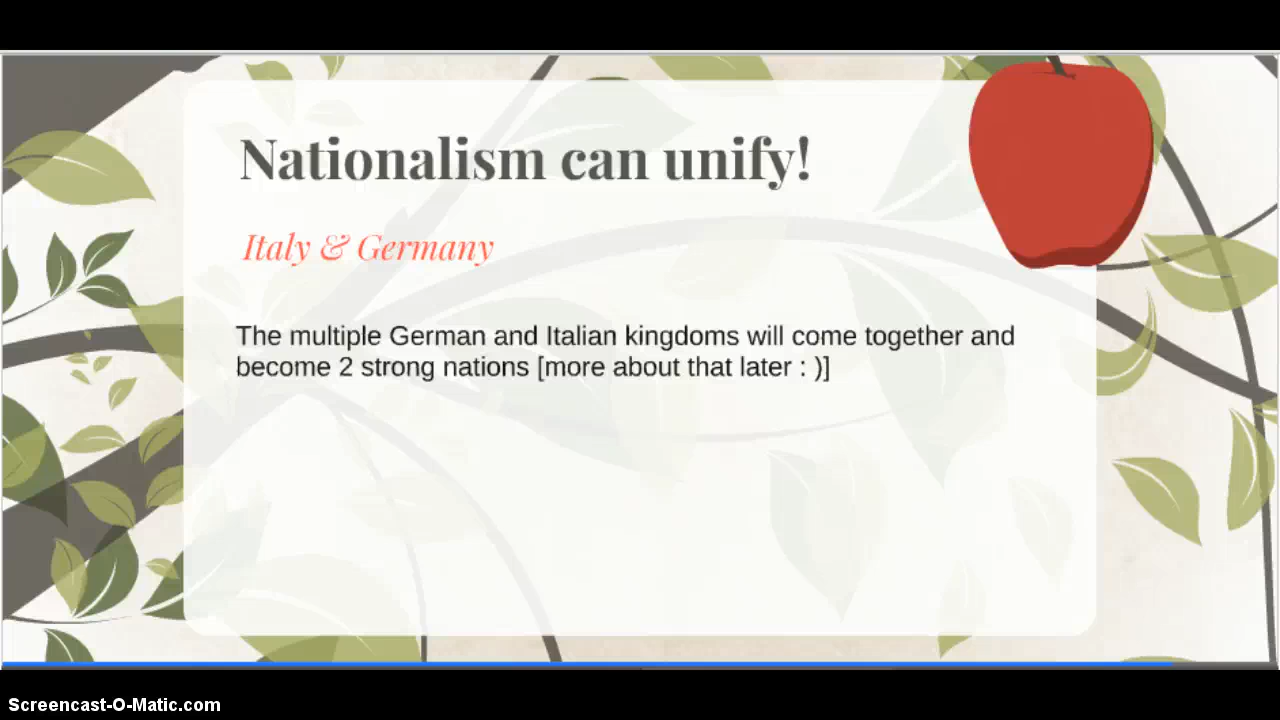 Nationalism can unify!
Italy & Germany
The multiple German and Italian kingdoms will come together and
become 2 strong nations [more about that later : )]
Screencast-O-Matic.com